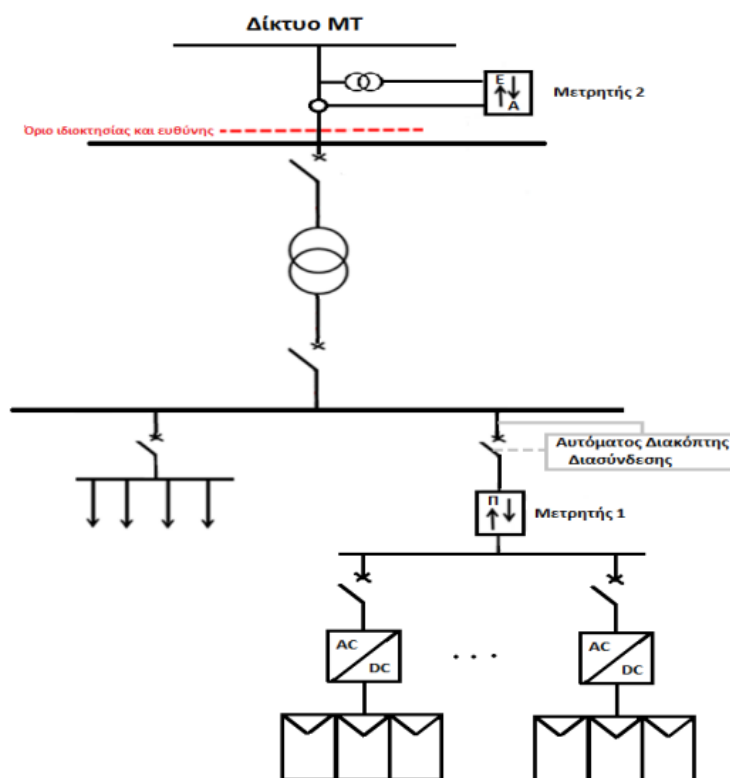 Δίκτυο ΜΤ
Ε
Α
Μετρητής 2
Όριο ιδιοκτησίας και ευθύνης
Αυτόματος Διακόπτης
Διασύνδεσης
Π
Μετρητής 1
AC
DC
. . .
AC
DC